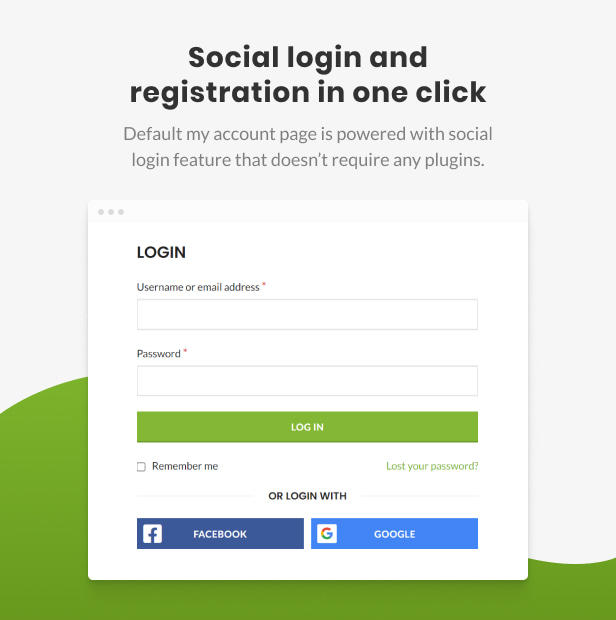 Social login and
registration in one click
Default my account page is powered with social
login feature that doesn’t require any plugins.
LOGIN
Username or email address *
Password *
LOG IN
Remember me
Lost your password?
OR LOGIN WITH
FACEBOOK
GOOGLE